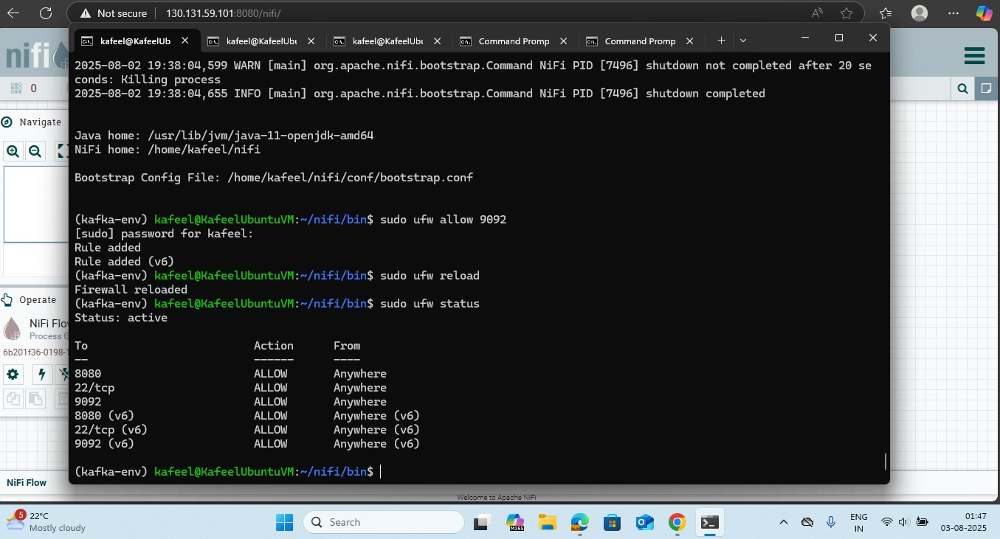 Not secure
130.131.59.101:8080/nifi/
kafeel@KafeelUb
kafeel@KafeelUbu
kafeel@KafeelUbu
Command Promp
Command Promp
nifi
0
Navigate
Operate
NiFi Flow
Process G
6b201f36-0198-1
2025-08-02 19:38:04,599 WARN [main] org.apache.nifi.bootstrap.Command NiFi PID [7496] shutdown not completed after 20 se
conds: Killing process
2025-08-02 19:38:04,655 INFO [main] org.apache.nifi.bootstrap.Command NiFi PID [7496] shutdown completed
Java home: /usr/lib/jvm/java-11-openjdk-amd64
NiFi home: /home/kafeel/nifi
Bootstrap Config File: /home/kafeel/nifi/conf/bootstrap.conf
(kafka-env) kafeel@KafeelUbuntuVM:~/nifi/bin$ sudo ufw allow 9092
[sudo] password for kafeel:
Rule added
Rule added (v6)
(kafka-env) kafeel@KafeelUbuntuVM:~/nifi/bin$ sudo ufw reload
Firewall reloaded
(kafka-env) kafeel@KafeelUbuntuVM:~/nifi/bin$ sudo ufw status
Status: active
To Action From
-- ------ ----
8080 ALLOW Anywhere
22/tcp ALLOW Anywhere
9092 ALLOW Anywhere
8080 (v6) ALLOW Anywhere (v6)
22/tcp (v6) ALLOW Anywhere (v6)
9092 (v6) ALLOW Anywhere (v6)
(kafka-env) kafeel@KafeelUbuntuVM:~/nifi/bin$
NiFi Flow
Welcome to Apache NiFi
5
22°C
Mostly cloudy
Search
M365
ENG
IN
01:47
03-08-2025